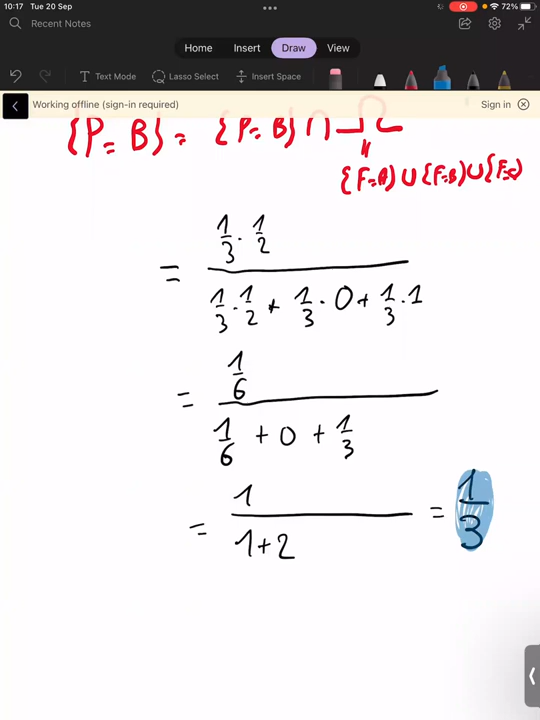 10:17 Tue 20 Sep 72%
Recent Notes
Home Insert Draw View
Text Mode Lasso Select Insert Space
Working offline (sign-in required) Sign in
{P=B} = {P=B} ∩ Ω
{F=A} ∪ {F=B} ∪ {F=C}
= (1/3 · 1/2) / (1/3 · 1/2 + 1/3 · 0 + 1/3 · 1)
= (1/6) / (1/6 + 0 + 1/3)
= 1 / (1+2) = 1/3